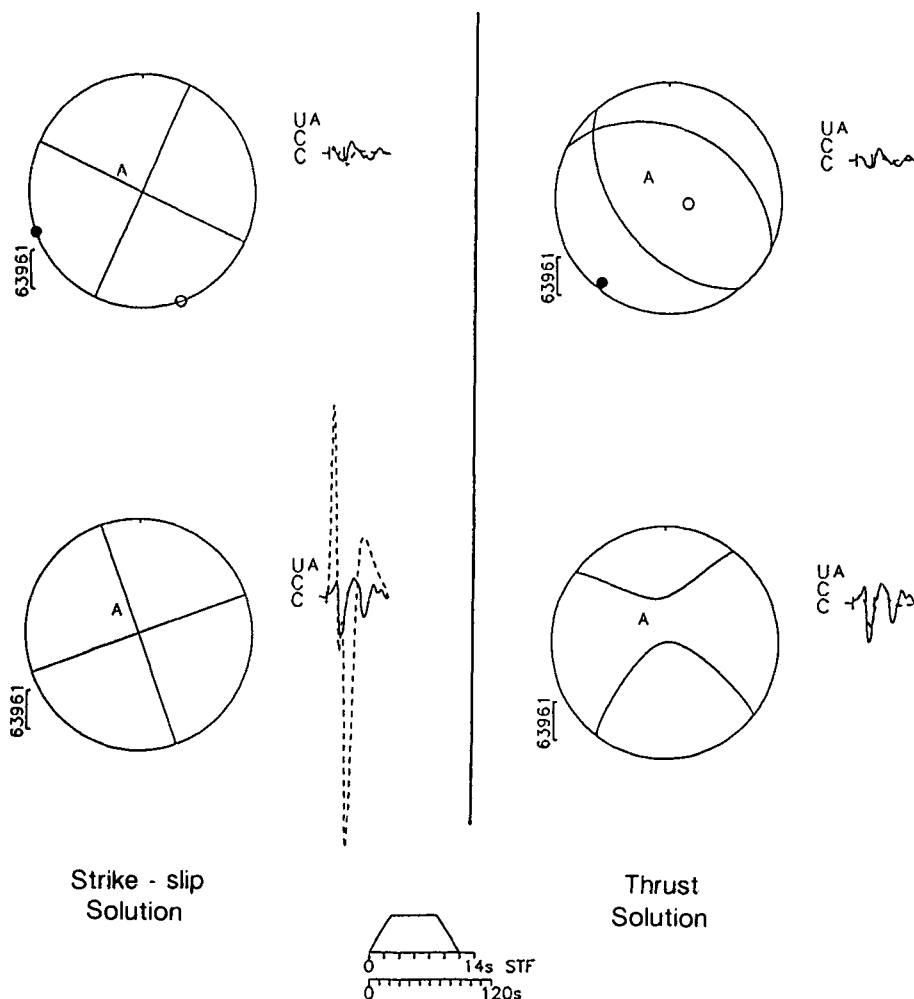 A
UA
C
C
63961
A
UA
C
C
63961
A
UA
C
C
63961
A
UA
C
C
63961
Strike - slip
Solution
Thrust
Solution
0 14s STF
0 120s